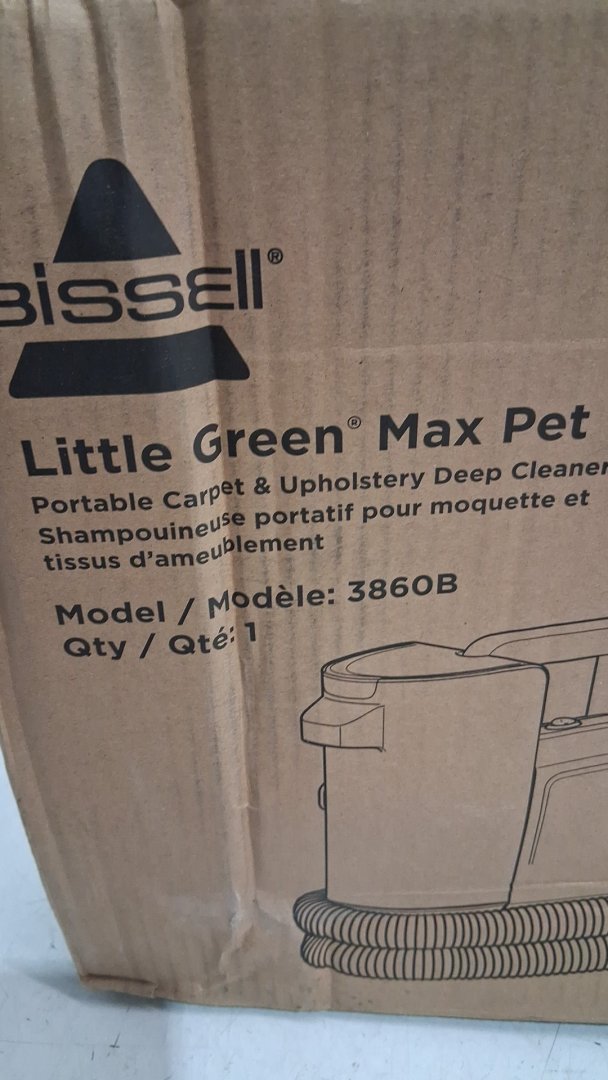 BISSELL®
Little Green® Max Pet
Portable Carpet & Upholstery Deep Cleaner
Shampouineuse portatif pour moquette et
tissus d'ameublement
Model / Modèle: 3860B
Qty / Qté: 1